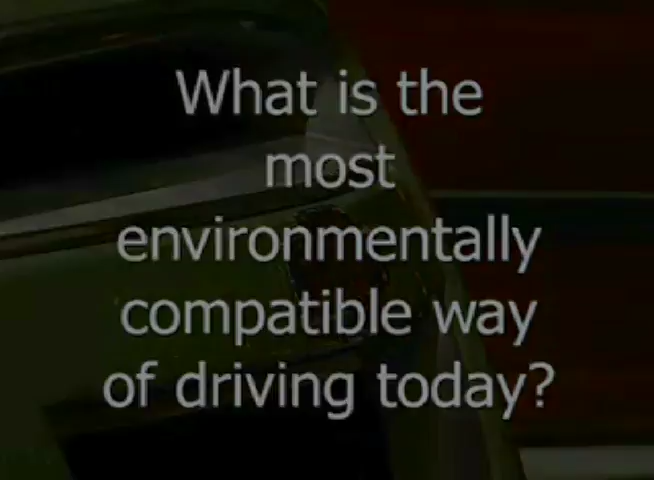 What is the
most
environmentally
compatible way
of driving today?